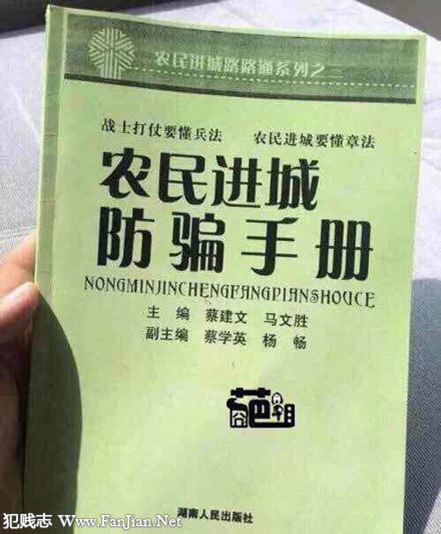 农民进城路路通系列之二
战士打仗要懂兵法 农民进城要懂章法
农民进城
防骗手册
NONGMINJINCHENGFANGPIANSHOUCE
主 编 蔡建文 马文胜
副主编 蔡学英 杨 畅
湖南人民出版社
犯贱志 Www.FanJian.Net